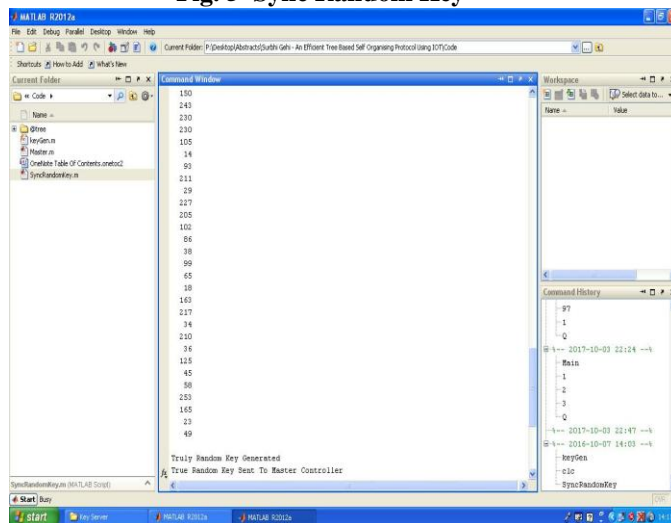 Fig. 3 Sync Random Key
MATLAB R2012a
File Edit Debug Parallel Desktop Window Help
Current Folder: P:\Desktop\Abstracts\Surbhi Gehi - An Efficient Tree Based Self Organising Protocol Using IOT\Code
Shortcuts How to Add What's New
Current Folder
Command Window
Workspace
Code
Select data to...
Name
Name Value
@tree
keyGen.m
Master.m
OneNote Table Of Contents.onetoc2
SyncRandomKey.m
150
243
230
230
105
14
93
211
29
227
205
102
86
38
99
65
18
163
217
34
210
36
125
45
58
253
165
23
49
Truly Random Key Generated
fx True Random Key Sent To Master Controller
Command History
97
1
Q
%-- 2017-10-03 22:24 --%
Main
1
2
3
Q
%-- 2017-10-03 22:47 --%
%-- 2016-10-07 14:03 --%
keyGen
clc
SyncRandomKey
SyncRandomKey.m (MATLAB Script)
Start Busy
start Key Server MATLAB R2012a MATLAB R2012a